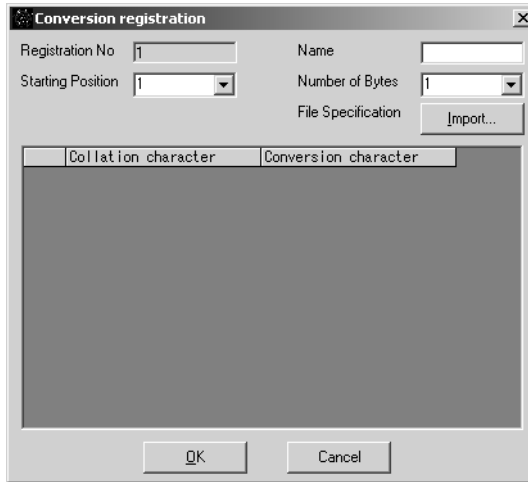 Conversion registration
Registration No 1 Name
Starting Position 1 Number of Bytes 1
File Specification Import...
Collation character Conversion character
OK Cancel